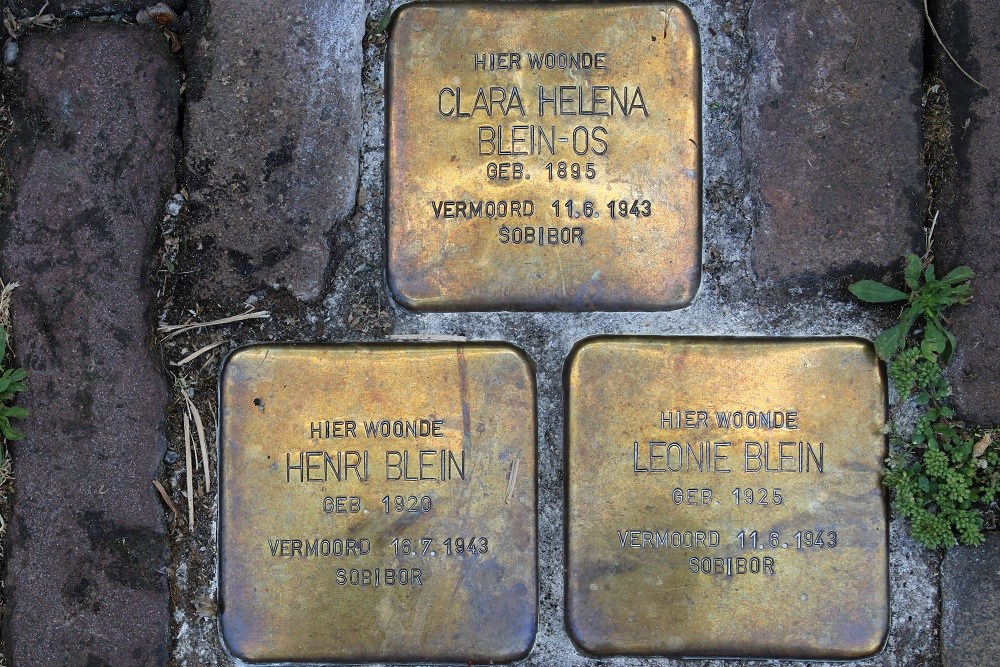 HIER WOONDE
CLARA HELENA
BLEIN-OS
GEB. 1895
VERMOORD 11.6.1943
SOBIBOR
HIER WOONDE
HENRI BLEIN
GEB. 1920
VERMOORD 16.7.1943
SOBIBOR
HIER WOONDE
LEONIE BLEIN
GEB. 1925
VERMOORD 11.6.1943
SOBIBOR